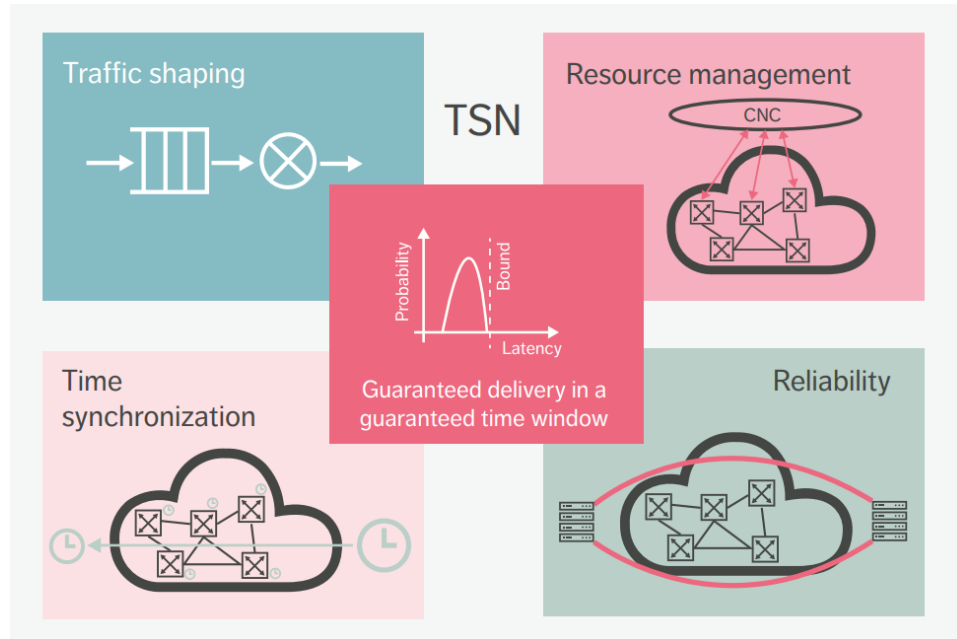 Traffic shaping
TSN
Resource management
CNC
Probability
Bound
Latency
Guaranteed delivery in a
guaranteed time window
Time
synchronization
Reliability